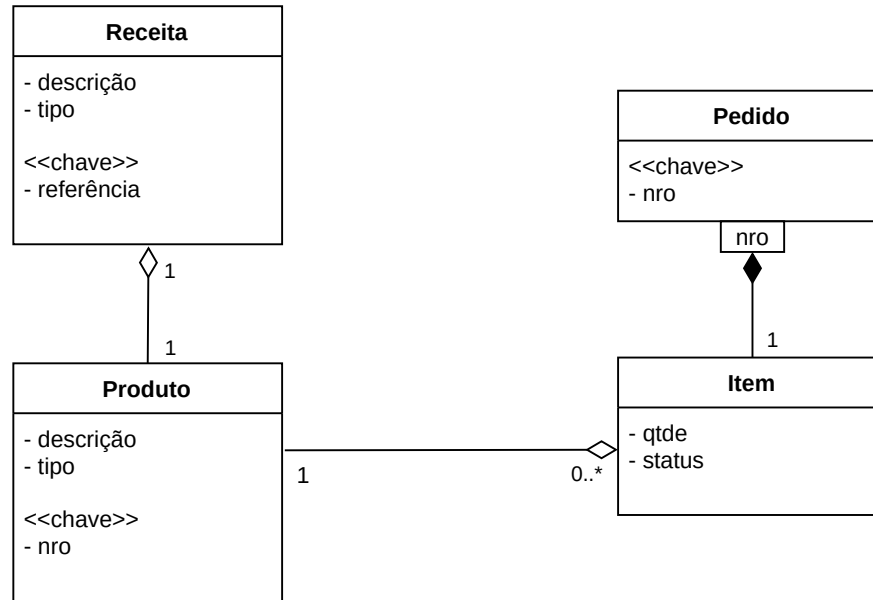 Receita
- descrição
- tipo
<<chave>>
- referência
1
1
Produto
- descrição
- tipo
<<chave>>
- nro
1
0..*
Pedido
<<chave>>
- nro
nro
1
Item
- qtde
- status